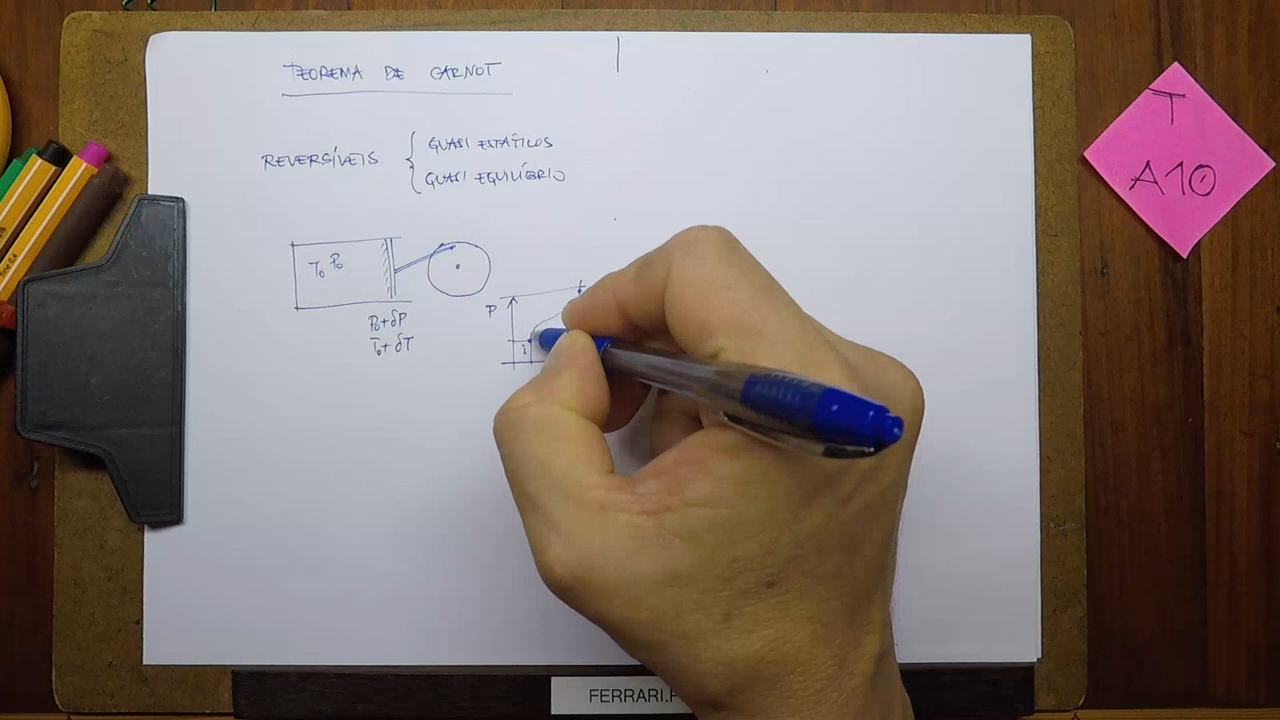 TEOREMA DE CARNOT
REVERSÍVEIS
QUASI ESTÁTICOS
QUASI EQUILÍBRIO
T₀ P₀
P₀+δP
T₀+δT
P
i
T
A10
FERRARI.